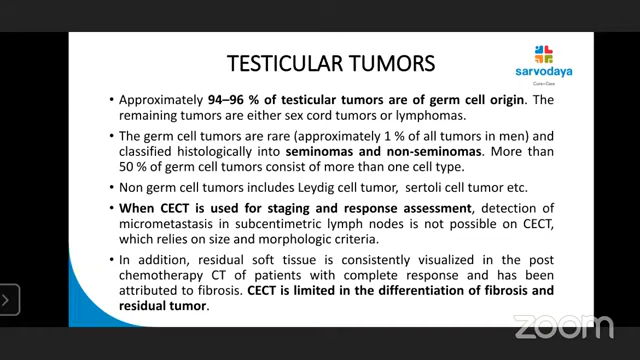 TESTICULAR TUMORS
sarvodaya
Cure+Care
• Approximately 94–96 % of testicular tumors are of germ cell origin. The
remaining tumors are either sex cord tumors or lymphomas.
• The germ cell tumors are rare (approximately 1 % of all tumors in men) and
classified histologically into seminomas and non-seminomas. More than
50 % of germ cell tumors consist of more than one cell type.
• Non germ cell tumors includes Leydig cell tumor, sertoli cell tumor etc.
• When CECT is used for staging and response assessment, detection of
micrometastasis in subcentimetric lymph nodes is not possible on CECT,
which relies on size and morphologic criteria.
• In addition, residual soft tissue is consistently visualized in the post
chemotherapy CT of patients with complete response and has been
attributed to fibrosis. CECT is limited in the differentiation of fibrosis and
residual tumor.
zoom